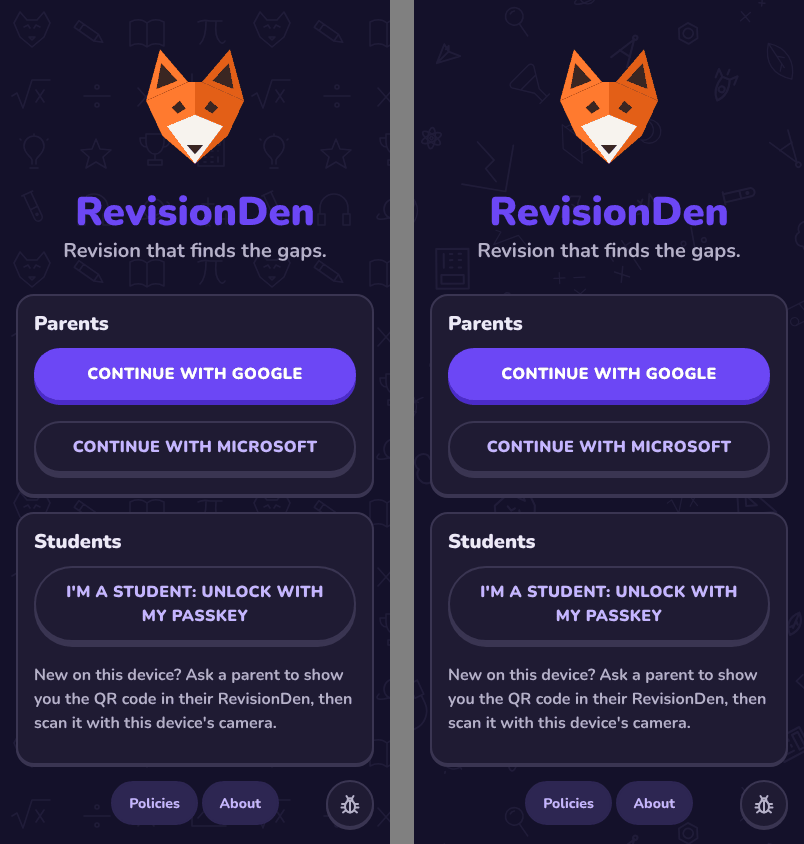 RevisionDen
Revision that finds the gaps.
Parents
CONTINUE WITH GOOGLE
CONTINUE WITH MICROSOFT
Students
I'M A STUDENT: UNLOCK WITH
MY PASSKEY
New on this device? Ask a parent to show
you the QR code in their RevisionDen, then
scan it with this device's camera.
Policies
About
RevisionDen
Revision that finds the gaps.
Parents
CONTINUE WITH GOOGLE
CONTINUE WITH MICROSOFT
Students
I'M A STUDENT: UNLOCK WITH
MY PASSKEY
New on this device? Ask a parent to show
you the QR code in their RevisionDen, then
scan it with this device's camera.
Policies
About